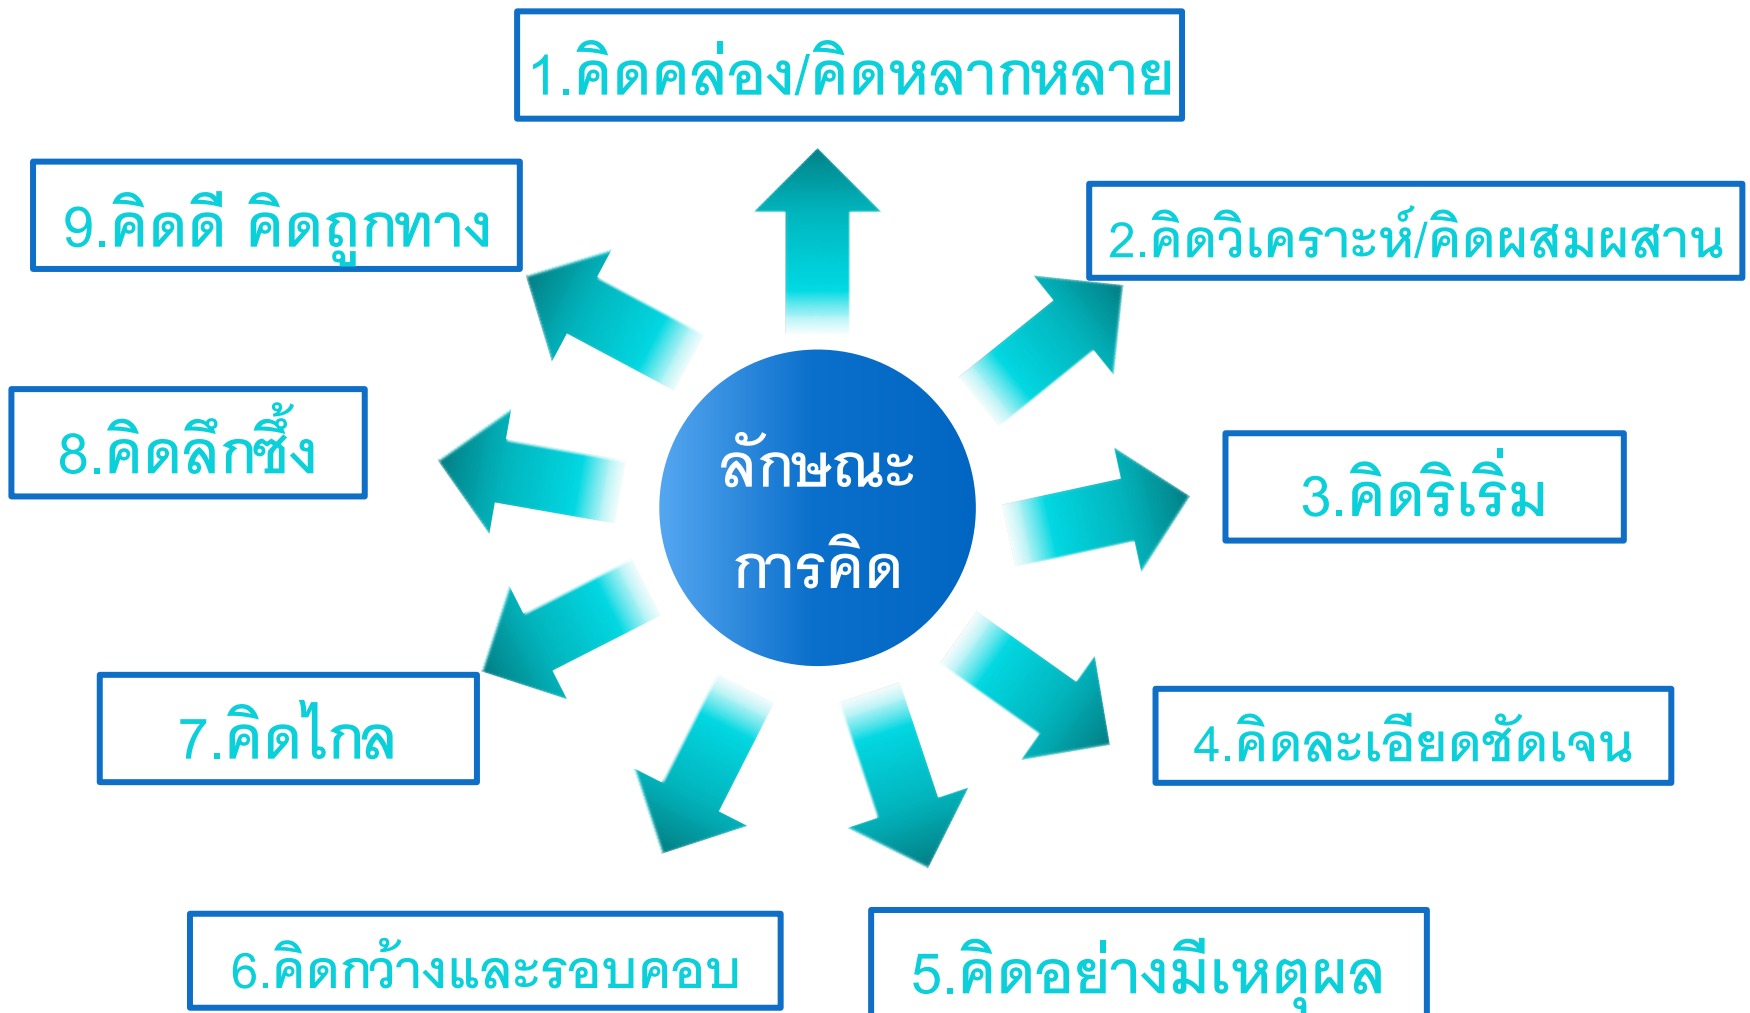 ลักษณะ
การคิด
1.คิดคล่อง/คิดหลากหลาย
2.คิดวิเคราะห์/คิดผสมผสาน
3.คิดริเริ่ม
4.คิดละเอียดชัดเจน
5.คิดอย่างมีเหตุผล
6.คิดกว้างและรอบคอบ
7.คิดไกล
8.คิดลึกซึ้ง
9.คิดดี คิดถูกทาง